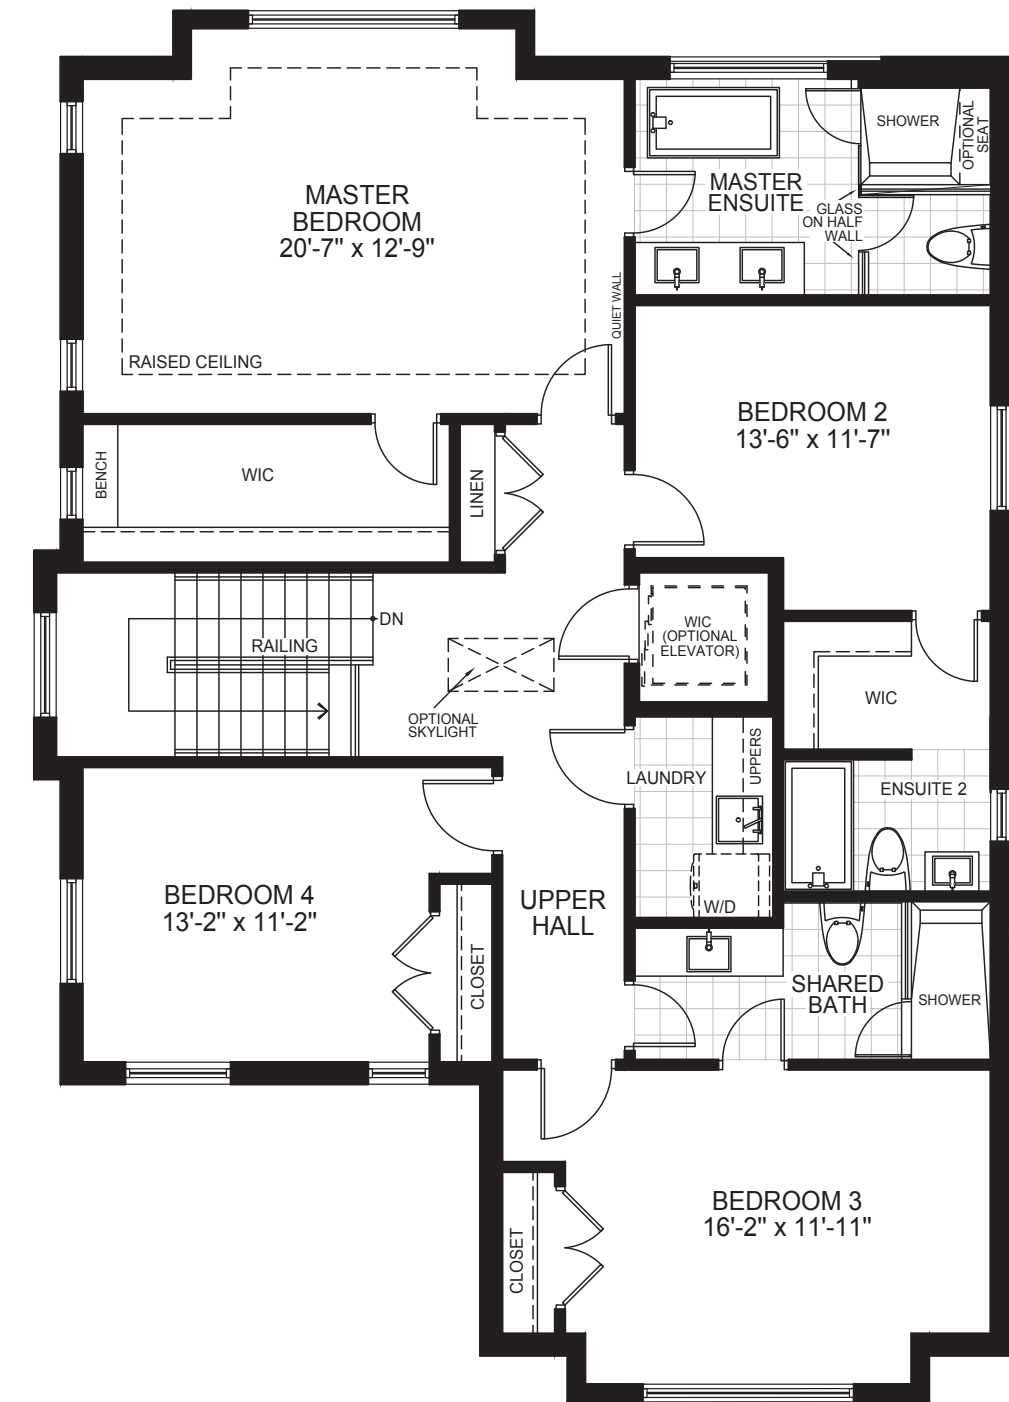 MASTER
BEDROOM
20'-7" x 12'-9"
RAISED CEILING
QUIET WALL
MASTER
ENSUITE
SHOWER
OPTIONAL
SEAT
GLASS
ON HALF
WALL
BEDROOM 2
13'-6" x 11'-7"
BENCH
WIC
LINEN
DN
RAILING
OPTIONAL
SKYLIGHT
WIC
(OPTIONAL
ELEVATOR)
WIC
LAUNDRY
UPPERS
W/D
ENSUITE 2
BEDROOM 4
13'-2" x 11'-2"
CLOSET
UPPER
HALL
SHARED
BATH
SHOWER
BEDROOM 3
16'-2" x 11'-11"
CLOSET